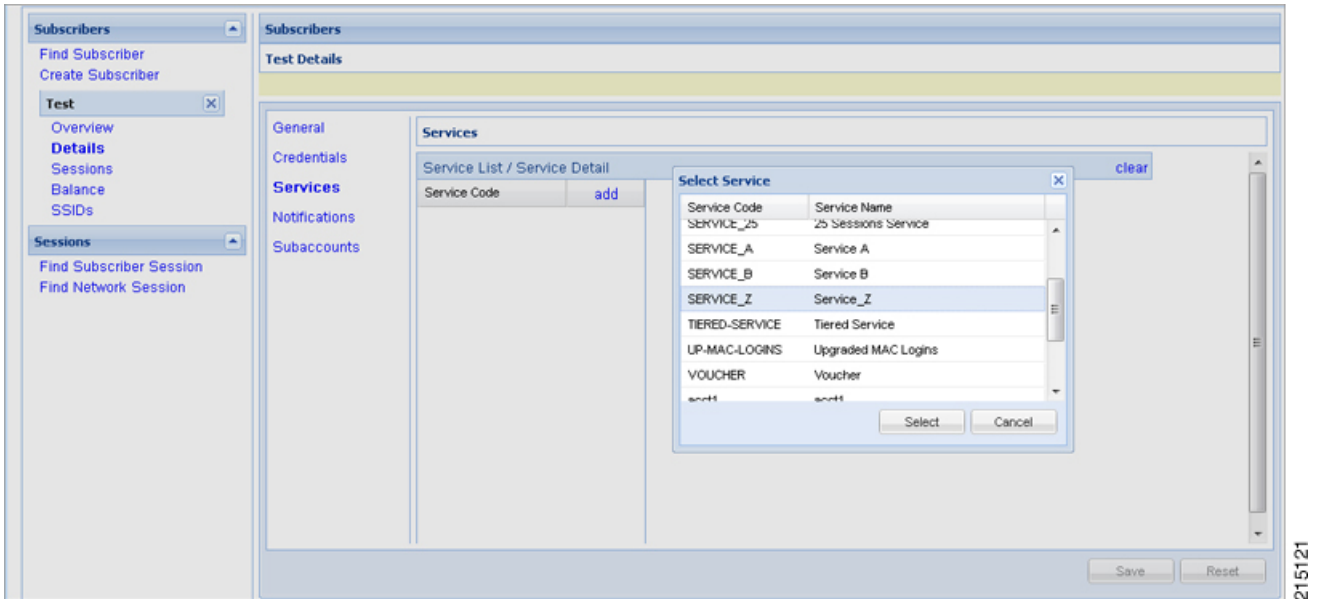 Subscribers
Find Subscriber
Create Subscriber
Test
Overview
Details
Sessions
Balance
SSIDs
Sessions
Find Subscriber Session
Find Network Session
Subscribers
Test Details
General
Credentials
Services
Notifications
Subaccounts
Services
Service List / Service Detail
clear
Service Code add
Select Service
Service Code Service Name
SERVICE_25 25 Sessions Service
SERVICE_A Service A
SERVICE_B Service B
SERVICE_Z Service_Z
TIERED-SERVICE Tiered Service
UP-MAC-LOGINS Upgraded MAC Logins
VOUCHER Voucher
acct1 acct1
Select Cancel
Save Reset
215121